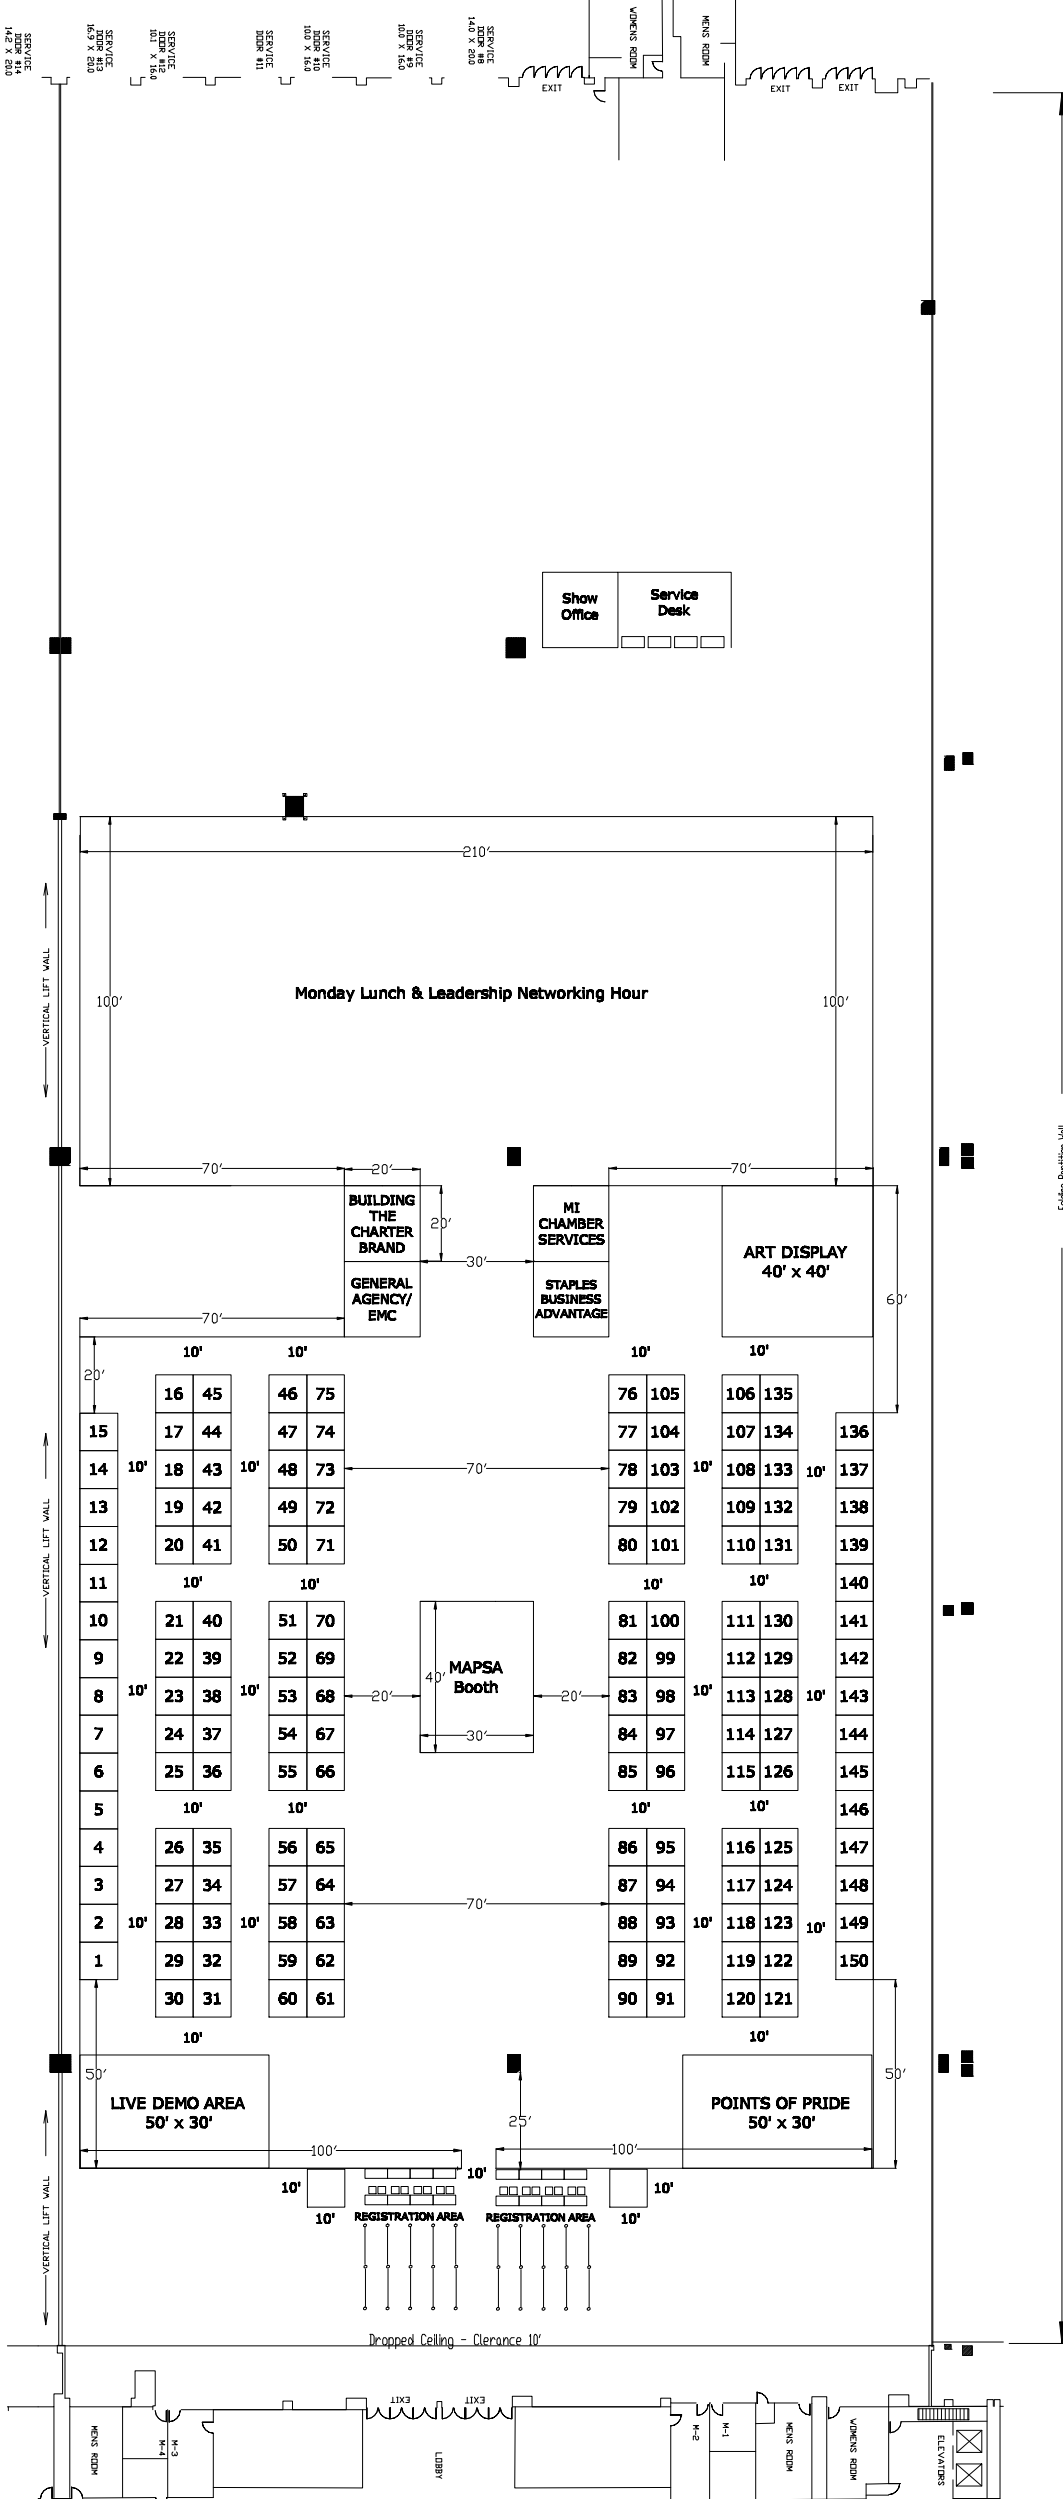 SERVICE
DOOR #14
14.2 X 20.0
SERVICE
DOOR #13
16.9 X 20.0
SERVICE
DOOR #12
10.1 X 16.0
SERVICE
DOOR #11
SERVICE
DOOR #10
10.0 X 16.0
SERVICE
DOOR #9
10.0 X 16.0
SERVICE
DOOR #8
14.0 X 20.0
WOMENS ROOM
MENS ROOM
EXIT
EXIT
EXIT
Show
Office
Service
Desk
210'
VERTICAL LIFT WALL
100'
Monday Lunch & Leadership Networking Hour
100'
70'
20'
70'
BUILDING
THE
CHARTER
BRAND
20'
MI
CHAMBER
SERVICES
ART DISPLAY
40' x 40'
30'
GENERAL
AGENCY/
EMC
STAPLES
BUSINESS
ADVANTAGE
60'
70'
10' 10' 10' 10'
20'
16 45 46 75 76 105 106 135
15 17 44 47 74 77 104 107 134 136
14 10' 18 43 10' 48 73 70' 78 103 10' 108 133 10' 137
13 19 42 49 72 79 102 109 132 138
12 20 41 50 71 80 101 110 131 139
VERTICAL LIFT WALL
11 10' 10' 10' 10' 140
10 21 40 51 70 81 100 111 130 141
9 22 39 52 69 82 99 112 129 142
MAPSA
Booth
40'
8 10' 23 38 10' 53 68 20' 20' 83 98 10' 113 128 10' 143
7 24 37 54 67 30' 84 97 114 127 144
6 25 36 55 66 85 96 115 126 145
5 10' 10' 10' 10' 146
4 26 35 56 65 86 95 116 125 147
3 27 34 57 64 70' 87 94 117 124 148
2 10' 28 33 10' 58 63 88 93 10' 118 123 10' 149
1 29 32 59 62 89 92 119 122 150
30 31 60 61 90 91 120 121
10' 10'
50'
LIVE DEMO AREA
50' x 30'
25'
POINTS OF PRIDE
50' x 30'
50'
100'
100'
10'
10' 10'
10' 10'
REGISTRATION AREA
REGISTRATION AREA
VERTICAL LIFT WALL
Dropped Ceiling - Clerance 10'
MENS ROOM
M-4
M-3
EXIT
EXIT
LOBBY
M-2
M-1
MENS ROOM
WOMENS ROOM
ELEVATORS